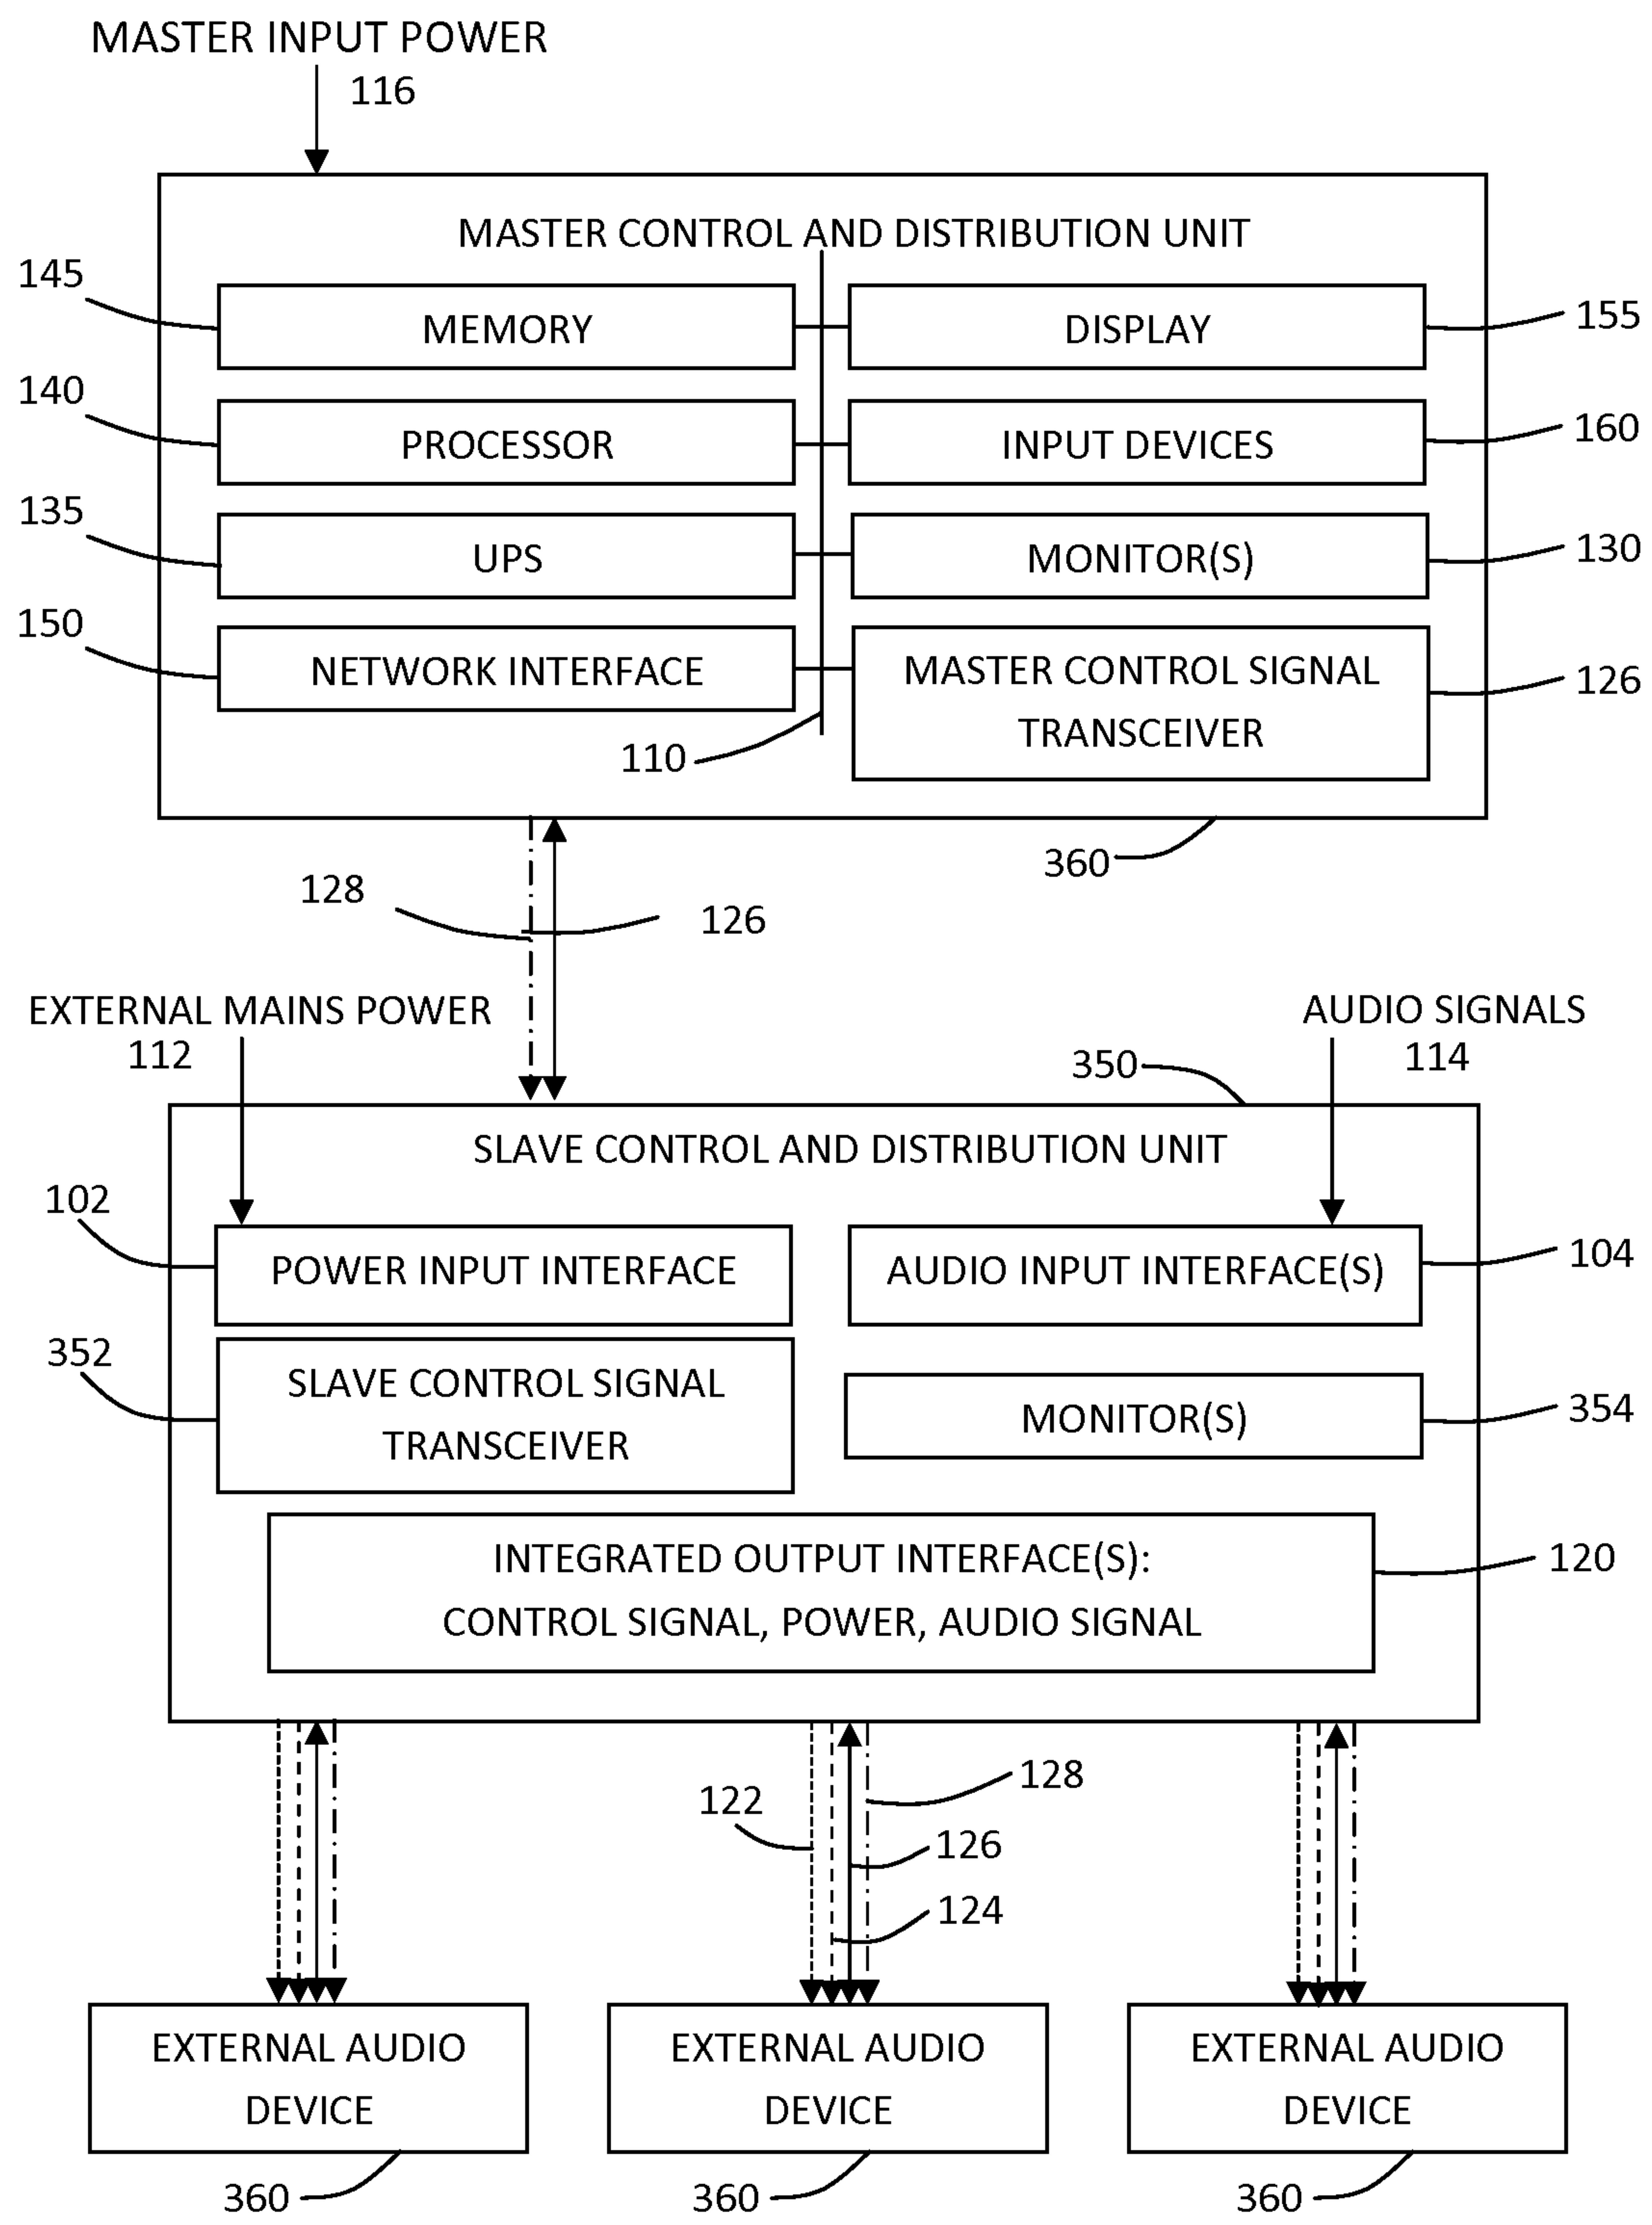 MASTER INPUT POWER
116
MASTER CONTROL AND DISTRIBUTION UNIT
145
MEMORY
DISPLAY
155
140
PROCESSOR
INPUT DEVICES
160
135
UPS
MONITOR(S)
130
150
NETWORK INTERFACE
MASTER CONTROL SIGNAL
TRANSCEIVER
126
110
360
128
126
EXTERNAL MAINS POWER
112
AUDIO SIGNALS
114
350
SLAVE CONTROL AND DISTRIBUTION UNIT
102
POWER INPUT INTERFACE
AUDIO INPUT INTERFACE(S)
104
352
SLAVE CONTROL SIGNAL
TRANSCEIVER
MONITOR(S)
354
INTEGRATED OUTPUT INTERFACE(S):
CONTROL SIGNAL, POWER, AUDIO SIGNAL
120
122
128
126
124
EXTERNAL AUDIO
DEVICE
EXTERNAL AUDIO
DEVICE
EXTERNAL AUDIO
DEVICE
360
360
360